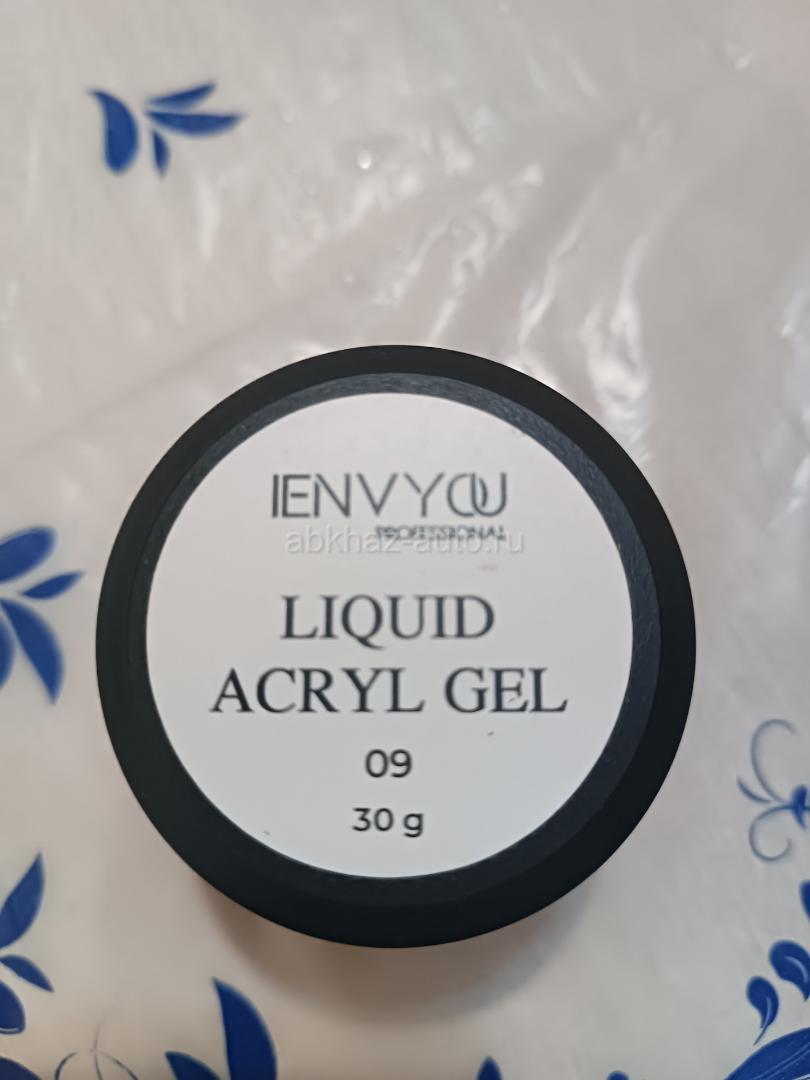 IENVYOU
PROFESSIONAL
abkhaz-auto.ru
LIQUID
ACRYL GEL
09
30 g